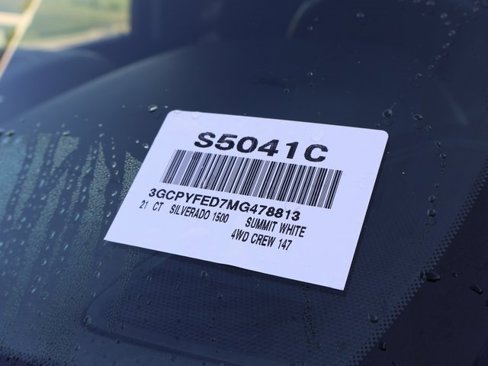 S5041C
3GCPYFED7MG478813
21 CT SILVERADO 1500 SUMMIT WHITE
4WD CREW 147